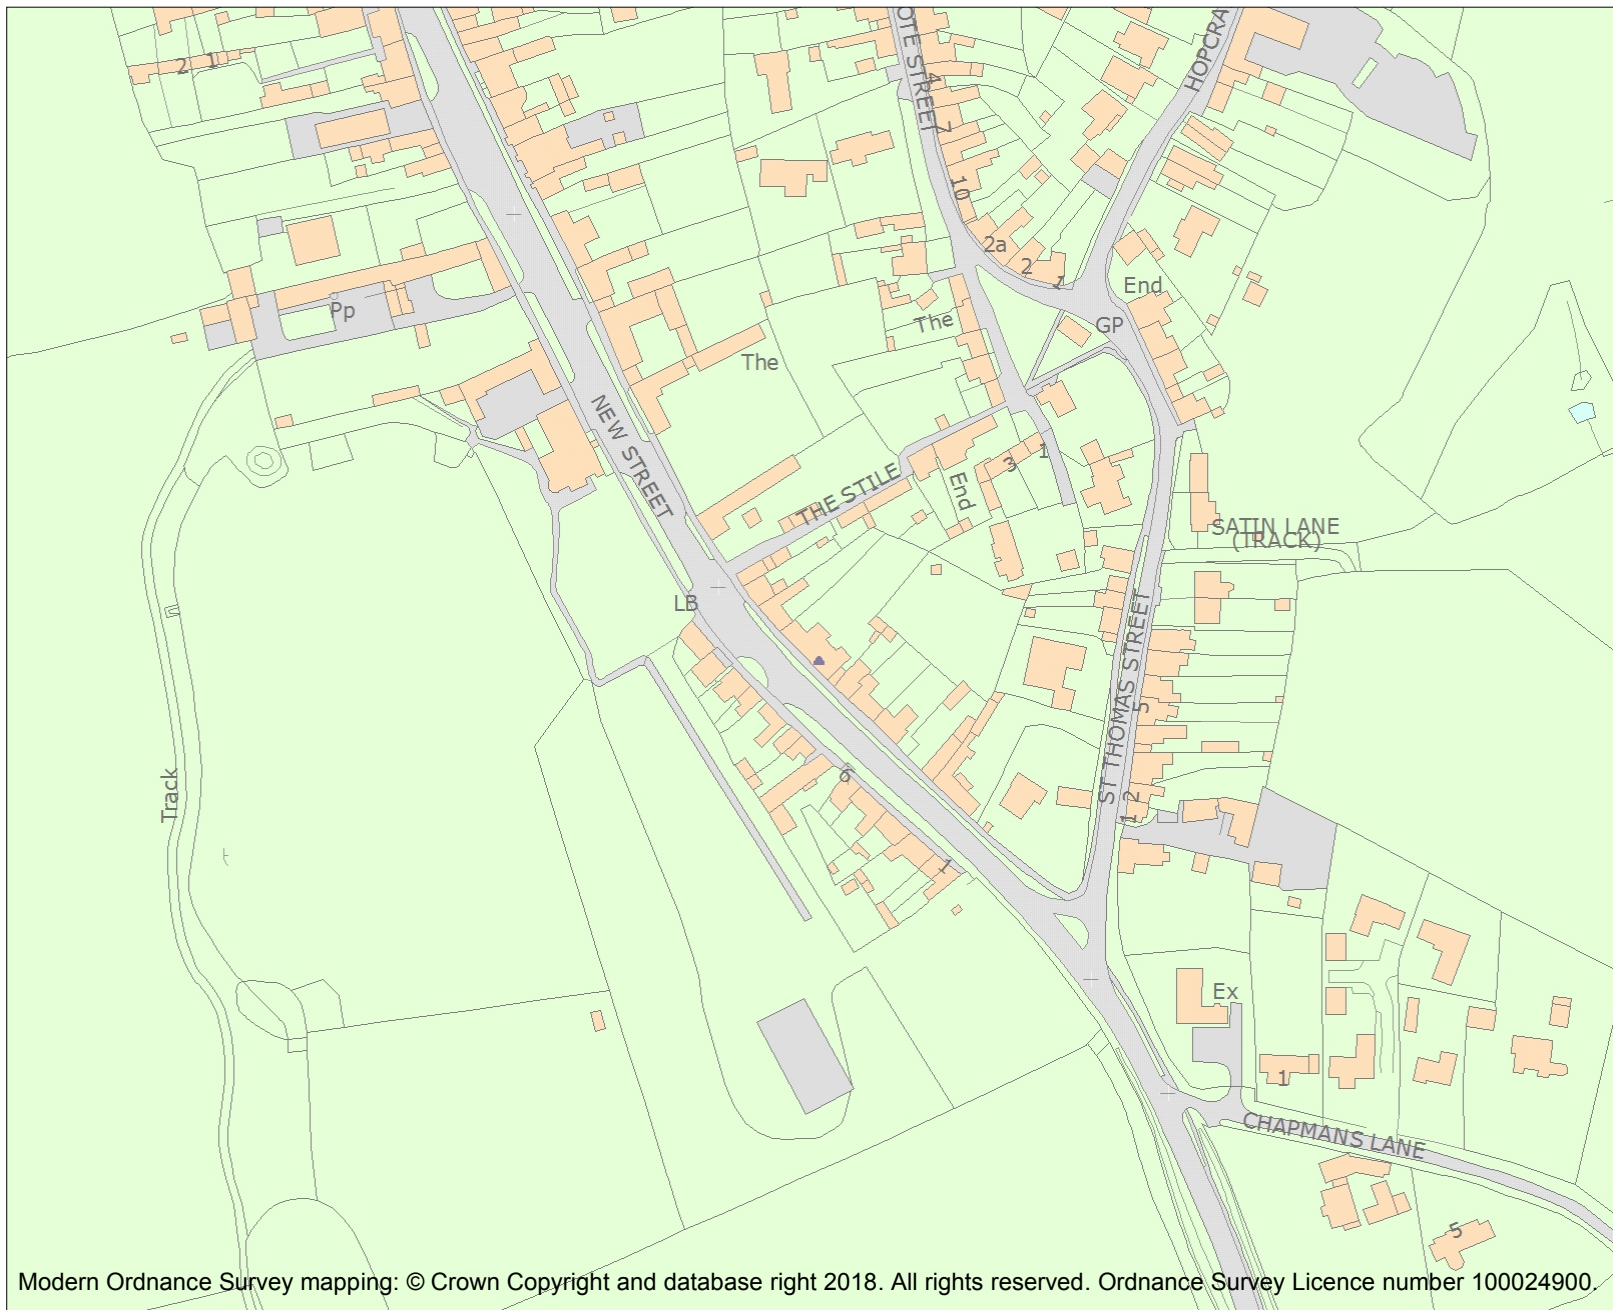 OTE STREET
HOPCRA
2 1
4
7
10
2a
2
1
End
Pp
The
GP
The
NEW STREET
THE STILE
3
1
End
SATIN LANE
(TRACK)
LB
ST THOMAS STREET
5
Track
6
1 2
1
Ex
1
CHAPMANS LANE
5
Modern Ordnance Survey mapping: © Crown Copyright and database right 2018. All rights reserved. Ordnance Survey Licence number 100024900.